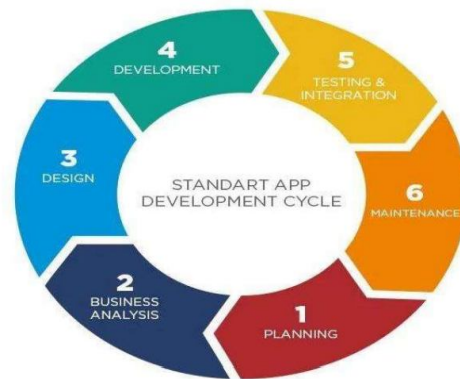 4
DEVELOPMENT
5
TESTING &
INTEGRATION
3
DESIGN
STANDART APP
DEVELOPMENT CYCLE
6
MAINTENANCE
2
BUSINESS
ANALYSIS
1
PLANNING